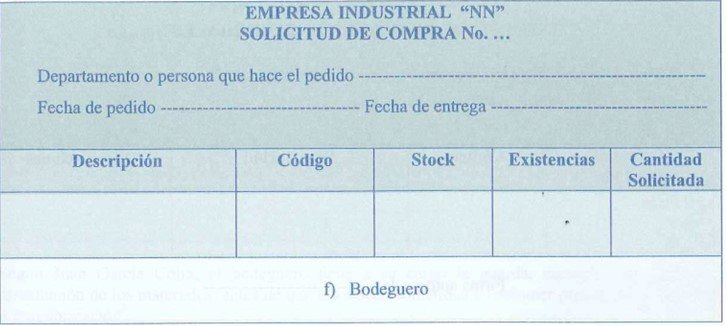 EMPRESA INDUSTRIAL “NN”
SOLICITUD DE COMPRA No. …
Departamento o persona que hace el pedido ----------------------------------------
Fecha de pedido ------------------------- Fecha de entrega ---------------------------
Descripción Código Stock Existencias Cantidad Solicitada
f) Bodeguero